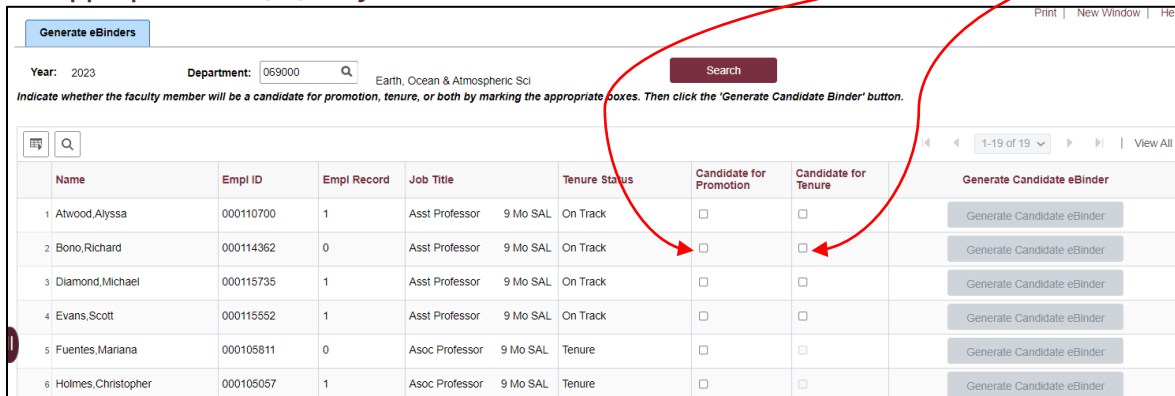 Print | New Window | He
Generate eBinders
Year: 2023 Department: 069000 Earth, Ocean & Atmospheric Sci Search
Indicate whether the faculty member will be a candidate for promotion, tenure, or both by marking the appropriate boxes. Then click the 'Generate Candidate Binder' button.
1-19 of 19 | View All
Name Empl ID Empl Record Job Title Tenure Status Candidate for Promotion Candidate for Tenure Generate Candidate eBinder
1 Atwood,Alyssa 000110700 1 Asst Professor 9 Mo SAL On Track Generate Candidate eBinder
2 Bono,Richard 000114362 0 Asst Professor 9 Mo SAL On Track Generate Candidate eBinder
3 Diamond,Michael 000115735 1 Asst Professor 9 Mo SAL On Track Generate Candidate eBinder
4 Evans,Scott 000115552 1 Asst Professor 9 Mo SAL On Track Generate Candidate eBinder
5 Fuentes,Mariana 000105811 0 Asoc Professor 9 Mo SAL Tenure Generate Candidate eBinder
6 Holmes,Christopher 000105057 1 Asoc Professor 9 Mo SAL Tenure Generate Candidate eBinder